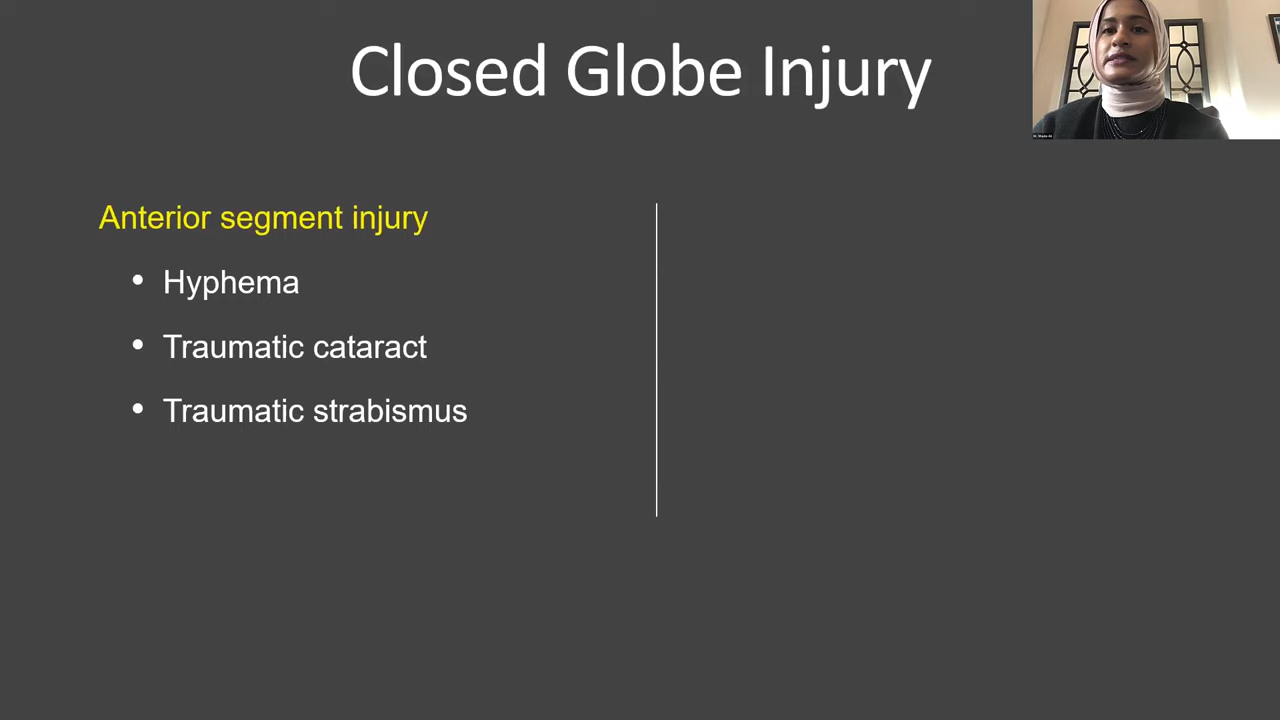 Closed Globe Injury
Anterior segment injury
• Hyphema
• Traumatic cataract
• Traumatic strabismus